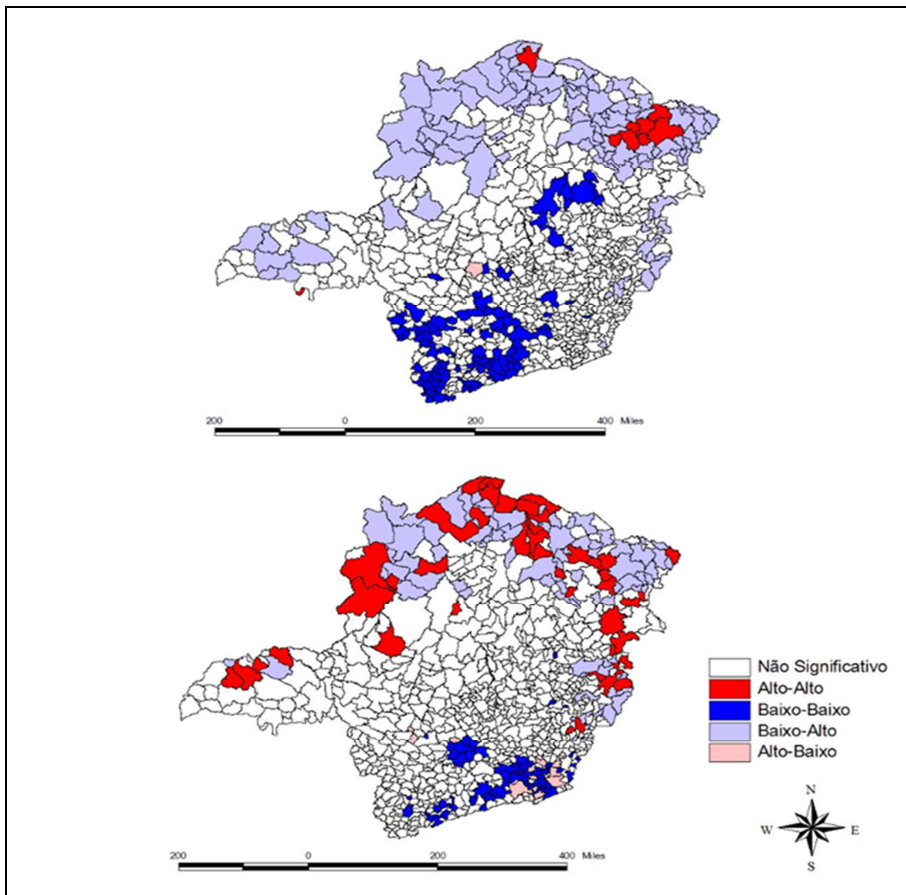 200 0 200 400 Miles
Não Significativo
Alto-Alto
Baixo-Baixo
Baixo-Alto
Alto-Baixo
N
W E
S
200 0 200 400 Miles